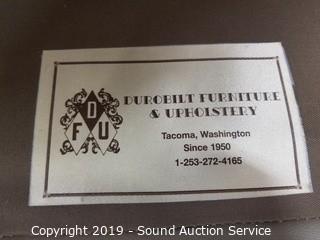 D
F U
DUROBILT FURNITURE
& UPHOLSTERY
Tacoma, Washington
Since 1950
1-253-272-4165
Copyright 2019 - Sound Auction Service